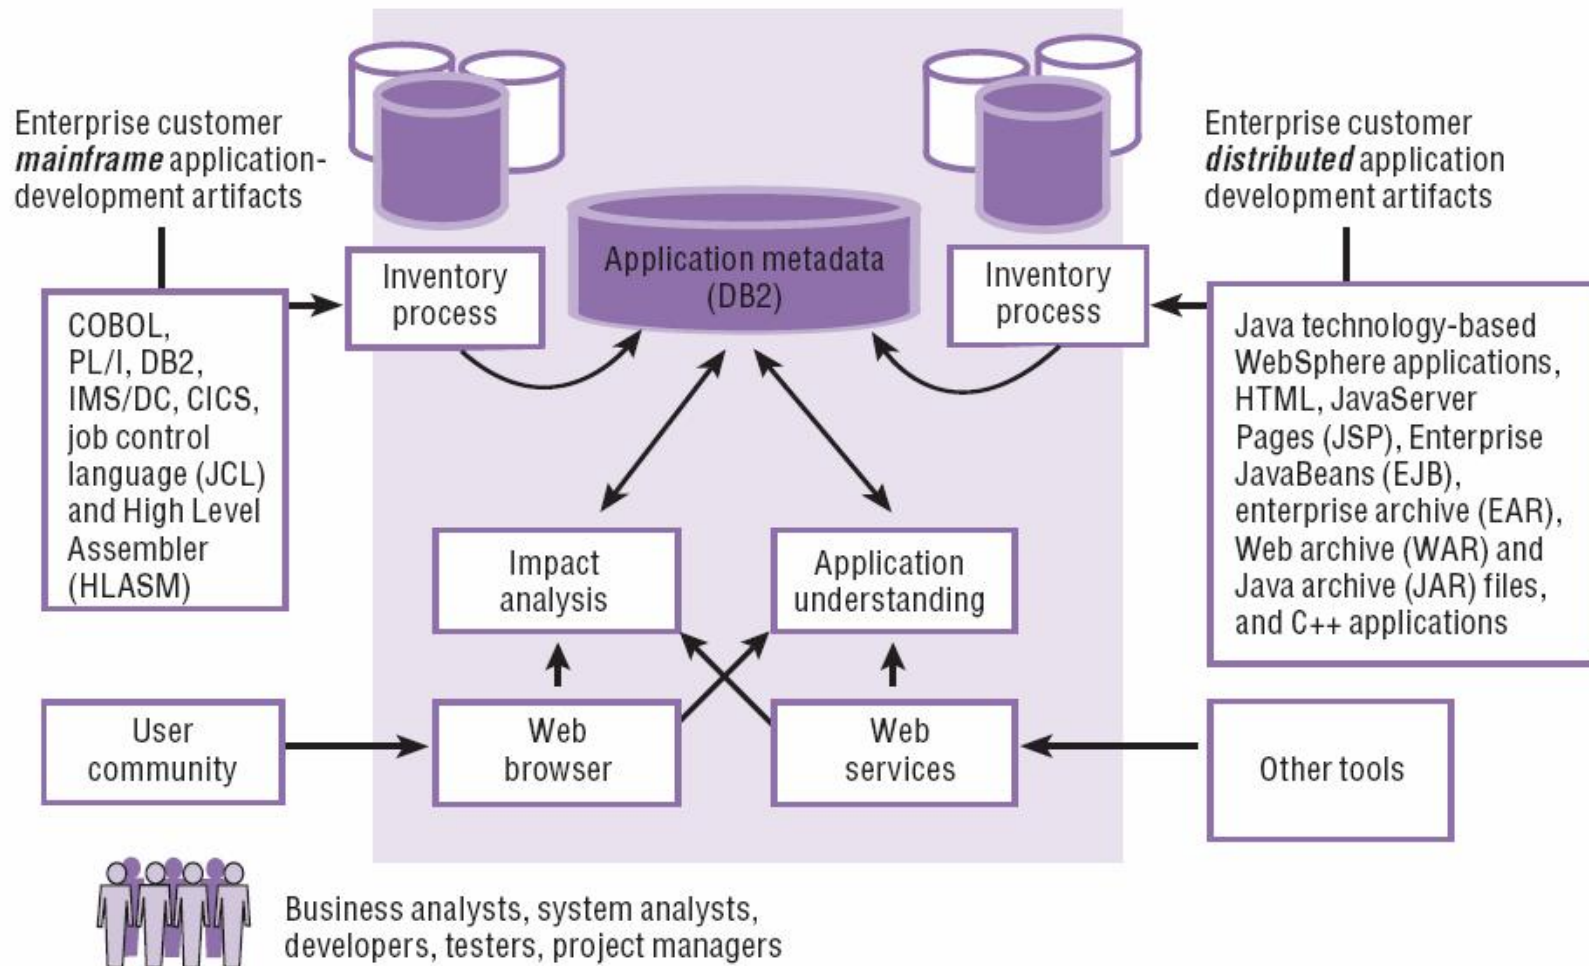 Enterprise customer
mainframe application-
development artifacts
Enterprise customer
distributed application
development artifacts
Inventory
process
Application metadata
(DB2)
Inventory
process
COBOL,
PL/I, DB2,
IMS/DC, CICS,
job control
language (JCL)
and High Level
Assembler
(HLASM)
Java technology-based
WebSphere applications,
HTML, JavaServer
Pages (JSP), Enterprise
JavaBeans (EJB),
enterprise archive (EAR),
Web archive (WAR) and
Java archive (JAR) files,
and C++ applications
Impact
analysis
Application
understanding
User
community
Web
browser
Web
services
Other tools
Business analysts, system analysts,
developers, testers, project managers